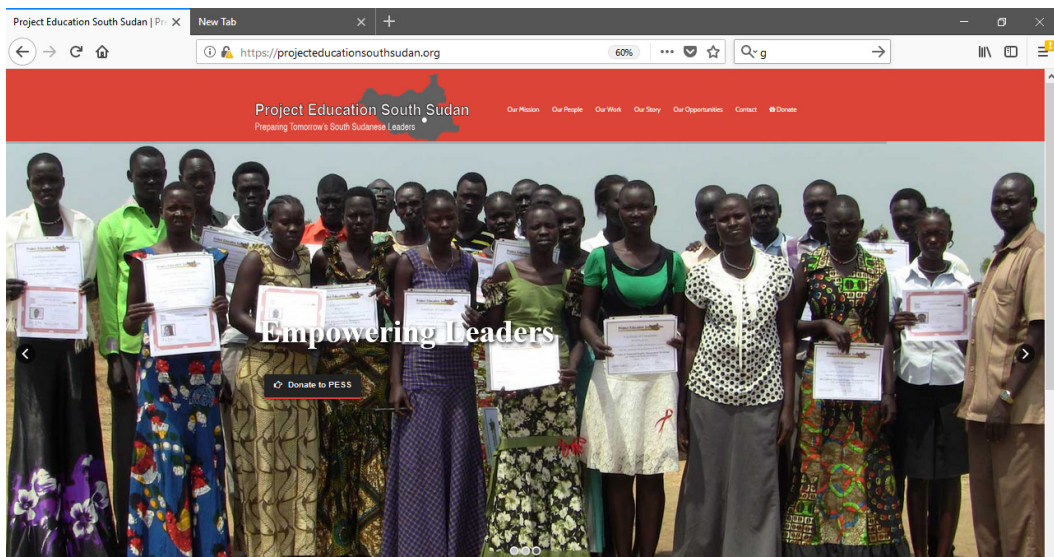 Project Education South Sudan | Pre
New Tab
https://projecteducationsouthsudan.org
60%
g
Project Education South Sudan
Preparing Tomorrow's South Sudanese Leaders
Our Mission Our People Our Work Our Story Our Opportunities Contact Donate
Empowering Leaders
Donate to PESS